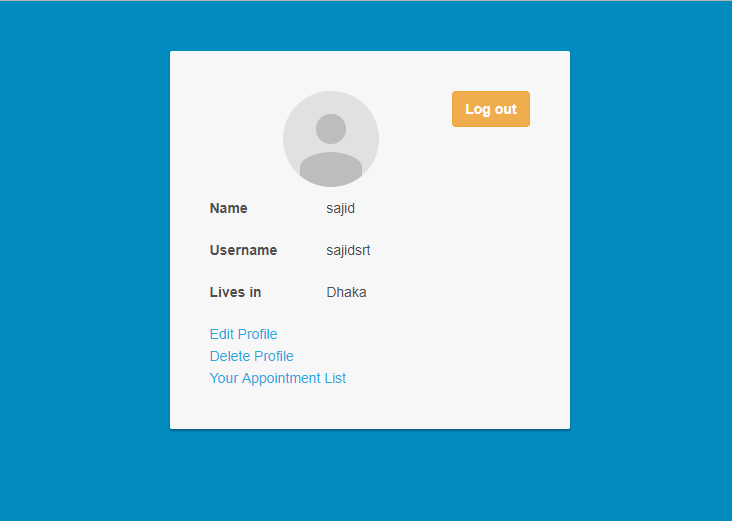 Log out
Name sajid
Username sajidsrt
Lives in Dhaka
Edit Profile
Delete Profile
Your Appointment List